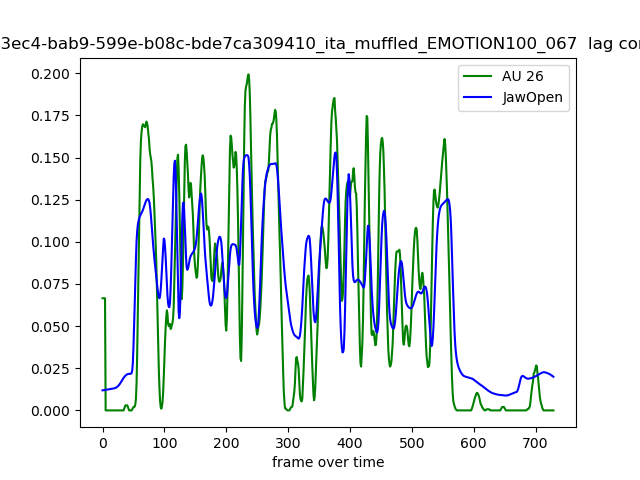 3ec4-bab9-599e-b08c-bde7ca309410_ita_muffled_EMOTION100_067 lag
AU 26
JawOpen
0.200
0.175
0.150
0.125
0.100
0.075
0.050
0.025
0.000
0 100 200 300 400 500 600 700
frame over time